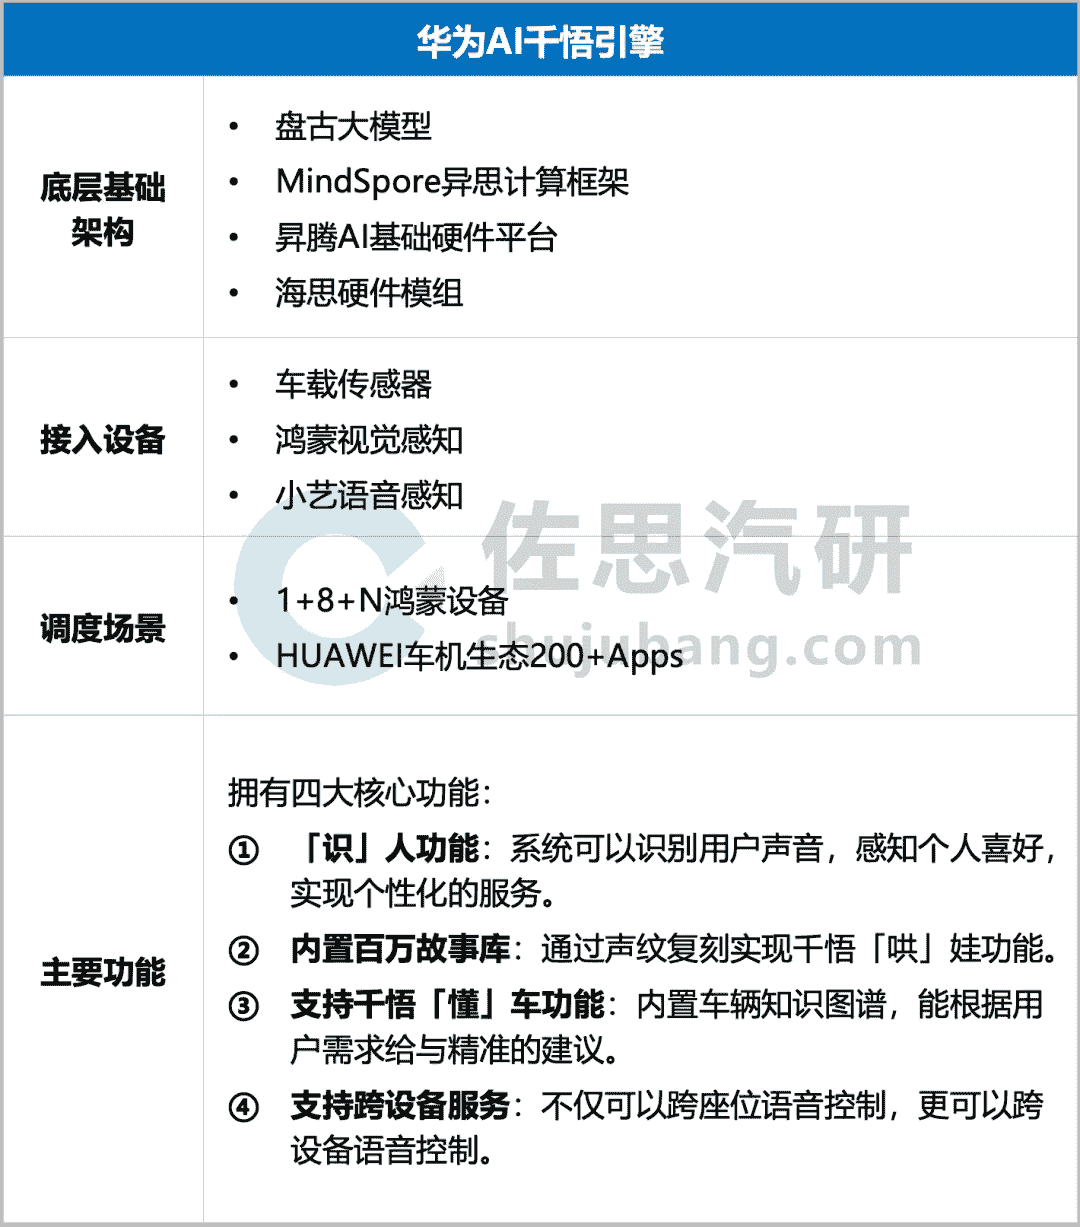 华为AI千悟引擎
底层基础
架构
• 盘古大模型
• MindSpore异思计算框架
• 昇腾AI基础硬件平台
• 海思硬件模组
接入设备
• 车载传感器
• 鸿蒙视觉感知
• 小艺语音感知
佐思汽研
shujubang.com
调度场景
• 1+8+N鸿蒙设备
• HUAWEI车机生态200+Apps
主要功能
拥有四大核心功能：
① 「识」人功能：系统可以识别用户声音，感知个人喜好，
实现个性化的服务。
② 内置百万故事库：通过声纹复刻实现千悟「哄」娃功能。
③ 支持千悟「懂」车功能：内置车辆知识图谱，能根据用
户需求给与精准的建议。
④ 支持跨设备服务：不仅可以跨座位语音控制，更可以跨
设备语音控制。